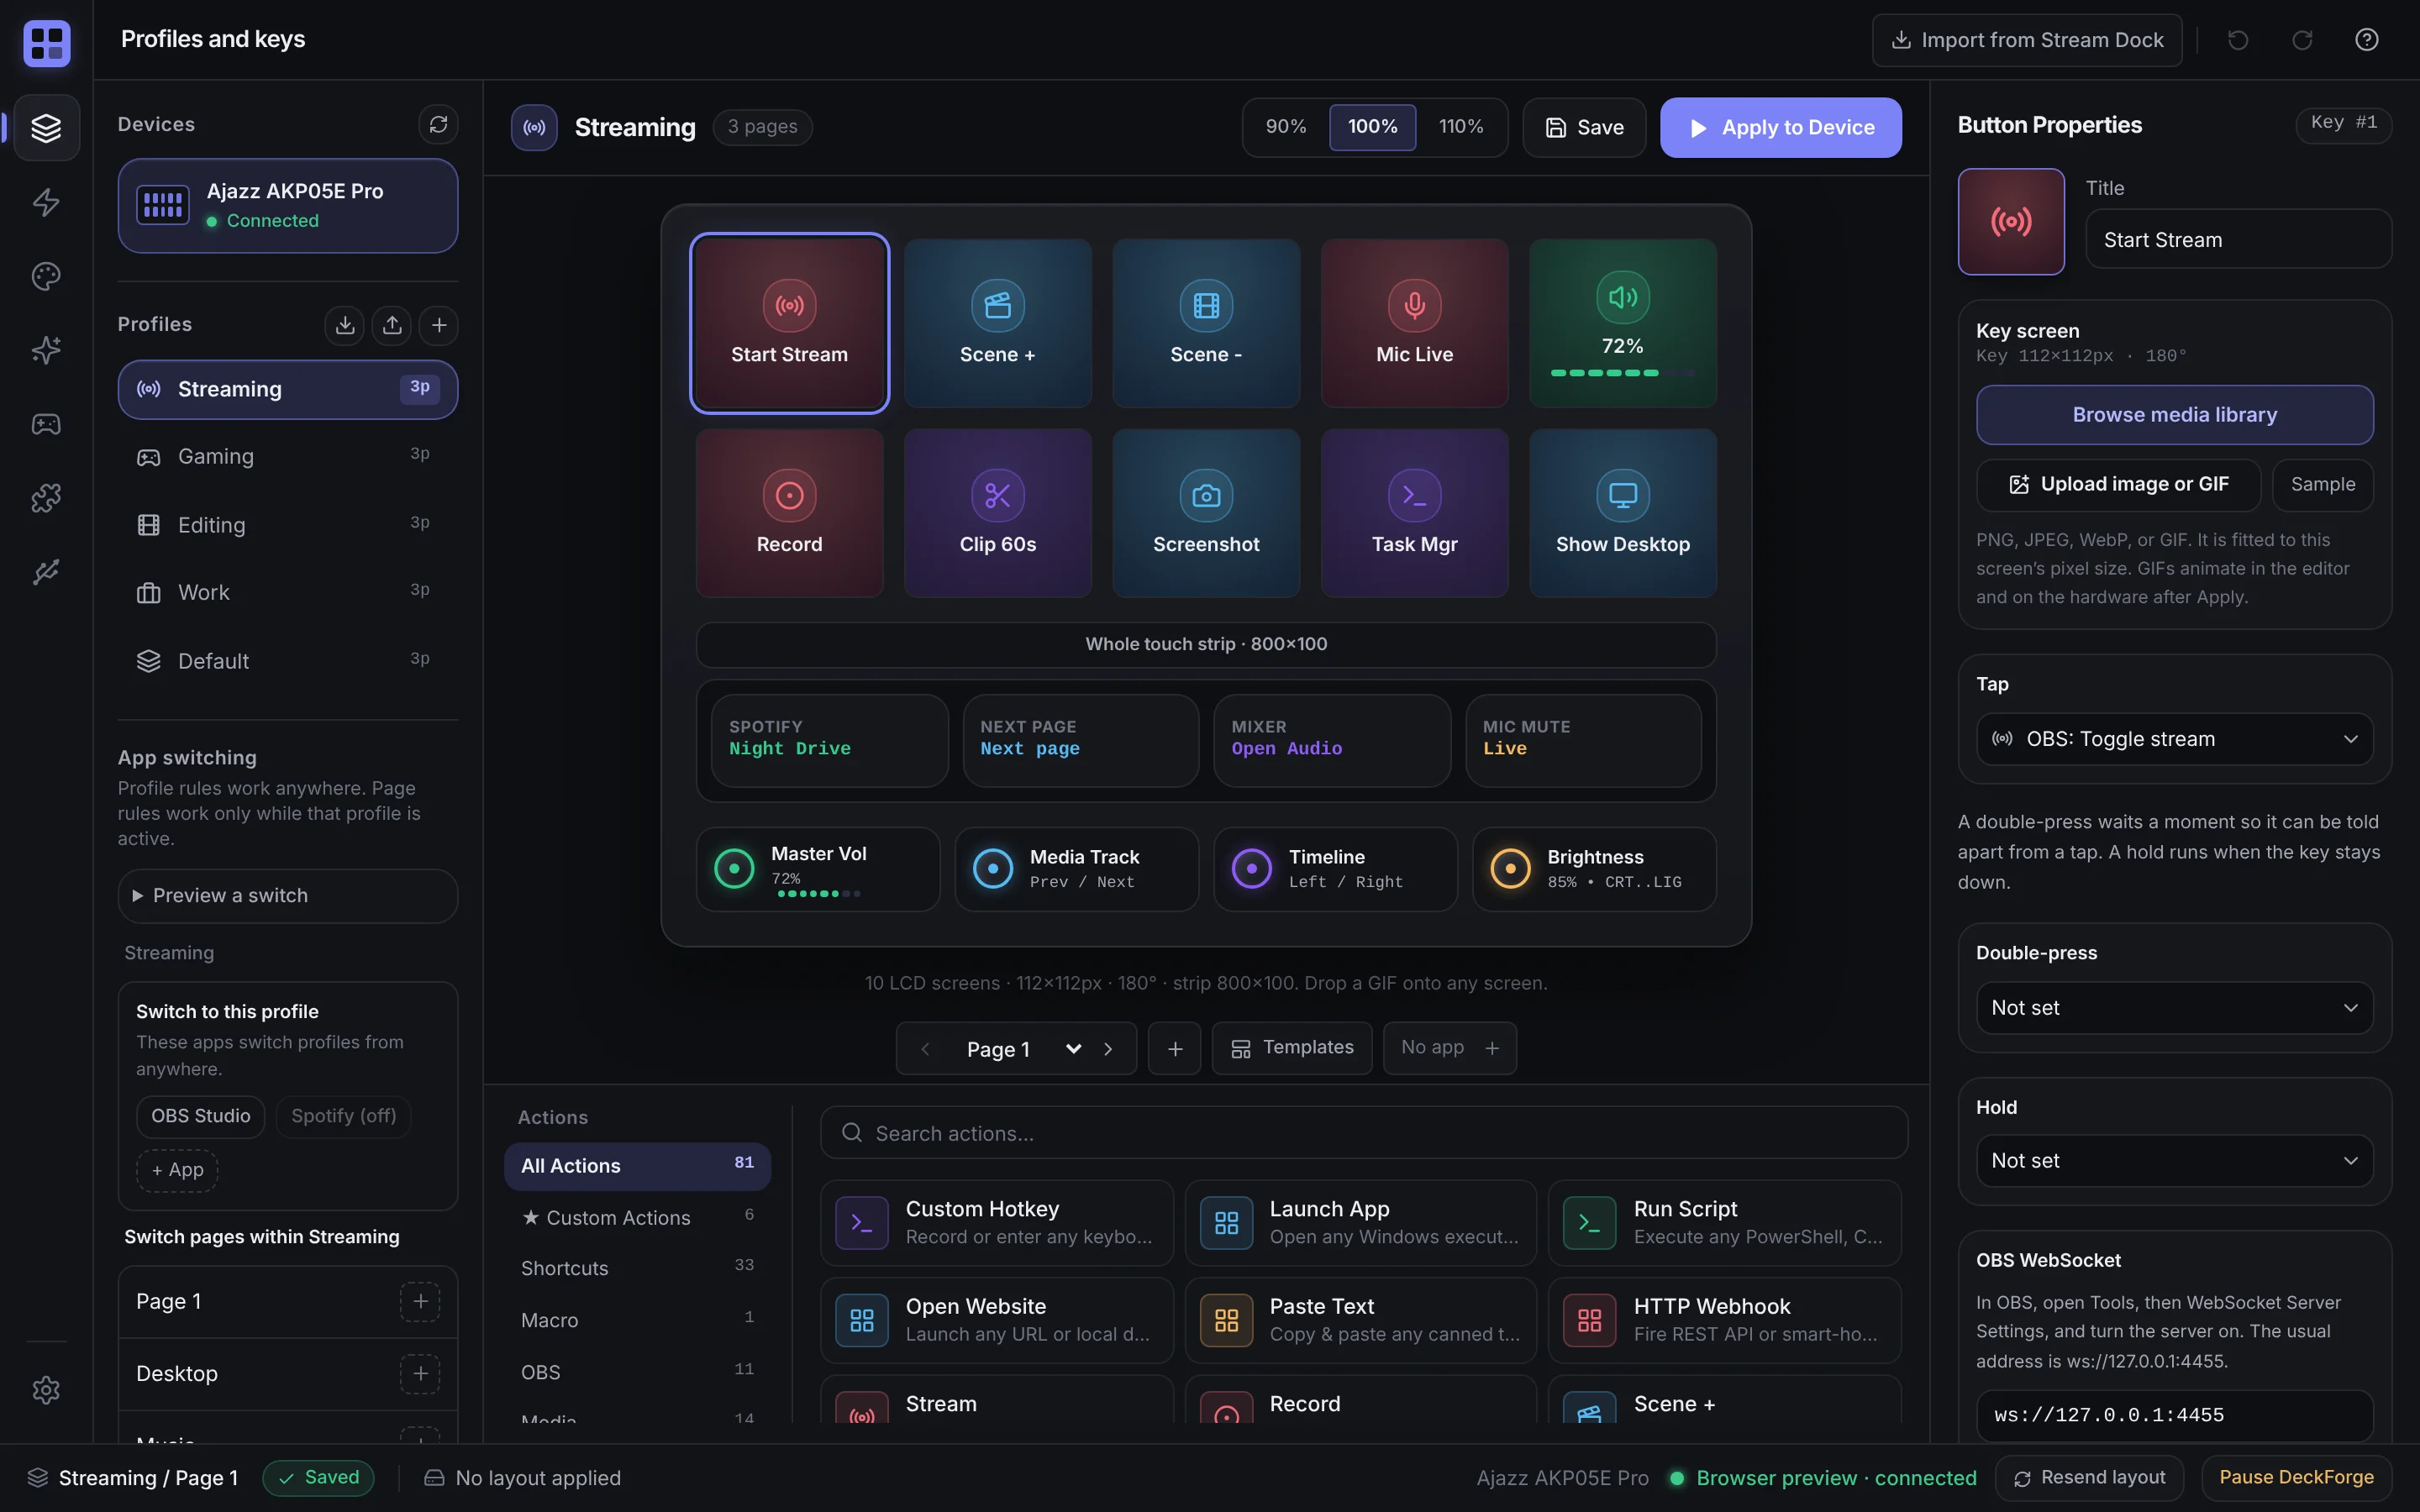 Profiles and keys
Import from Stream Dock
Devices
Ajazz AKP05E Pro
Connected
Profiles
Streaming 3p
Gaming 3p
Editing 3p
Work 3p
Default 3p
App switching
Profile rules work anywhere. Page
rules work only while that profile is
active.
Preview a switch
Streaming
Switch to this profile
These apps switch profiles from
anywhere.
OBS Studio Spotify (off)
+ App
Switch pages within Streaming
Page 1
Desktop
Music
Streaming 3 pages
90% 100% 110%
Save
Apply to Device
Start Stream
Scene +
Scene -
Mic Live
72%
Record
Clip 60s
Screenshot
Task Mgr
Show Desktop
Whole touch strip · 800×100
SPOTIFY
Night Drive
NEXT PAGE
Next page
MIXER
Open Audio
MIC MUTE
Live
Master Vol
72%
Media Track
Prev / Next
Timeline
Left / Right
Brightness
85% • CRT..LIG
10 LCD screens · 112×112px · 180° · strip 800×100. Drop a GIF onto any screen.
Page 1
Templates
No app +
Actions
All Actions 81
★ Custom Actions 6
Shortcuts 33
Macro 1
OBS 11
Media 14
Search actions...
Custom Hotkey
Record or enter any keybo...
Launch App
Open any Windows execut...
Run Script
Execute any PowerShell, C...
Open Website
Launch any URL or local d...
Paste Text
Copy & paste any canned t...
HTTP Webhook
Fire REST API or smart-ho...
Stream
Record
Scene +
Button Properties
Key #1
Title
Start Stream
Key screen
Key 112×112px · 180°
Browse media library
Upload image or GIF
Sample
PNG, JPEG, WebP, or GIF. It is fitted to this
screen's pixel size. GIFs animate in the editor
and on the hardware after Apply.
Tap
OBS: Toggle stream
A double-press waits a moment so it can be told
apart from a tap. A hold runs when the key stays
down.
Double-press
Not set
Hold
Not set
OBS WebSocket
In OBS, open Tools, then WebSocket Server
Settings, and turn the server on. The usual
address is ws://127.0.0.1:4455.
ws://127.0.0.1:4455
Streaming / Page 1
Saved
No layout applied
Ajazz AKP05E Pro
Browser preview · connected
Resend layout
Pause DeckForge